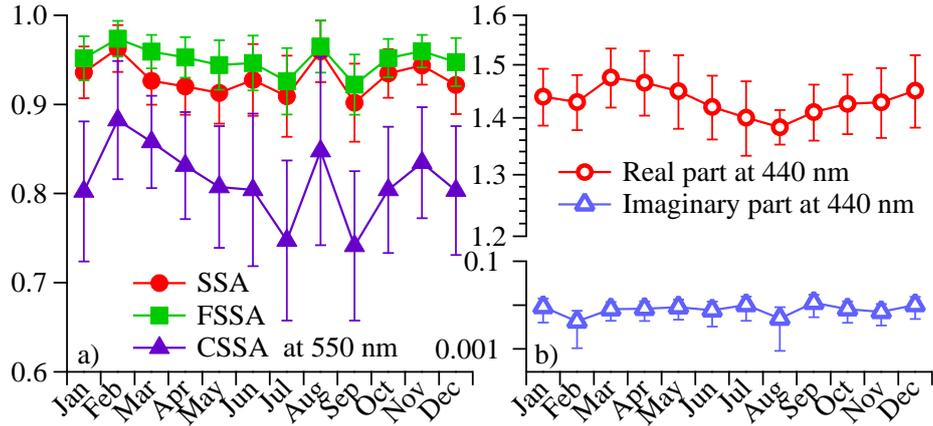 1.0
0.9
0.8
0.7
0.6
SSA
FSSA
CSSA at 550 nm
a)
Jan Feb Mar Apr May Jun Jul Aug Sep Oct Nov Dec
1.6
1.5
1.4
1.3
1.2
Real part at 440 nm
Imaginary part at 440 nm
0.1
0.001
b)
Jan Feb Mar Apr May Jun Jul Aug Sep Oct Nov Dec